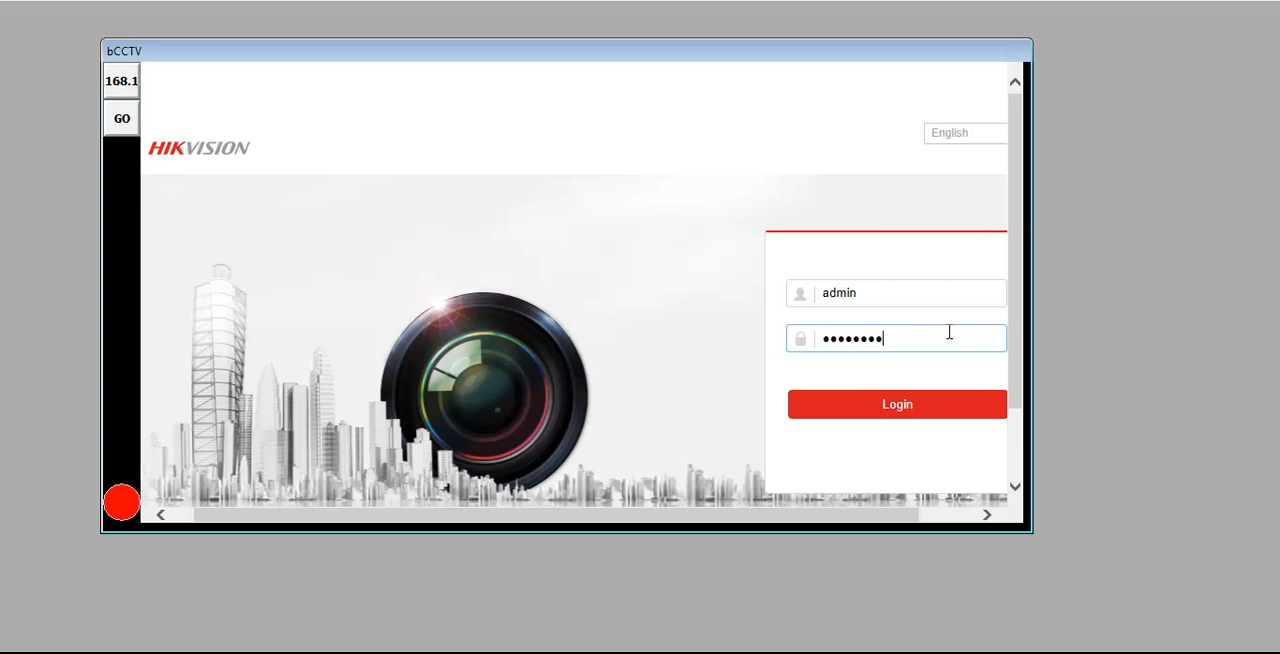 bCCTV
168.1
GO
HIKVISION
English
admin
••••••••
Login